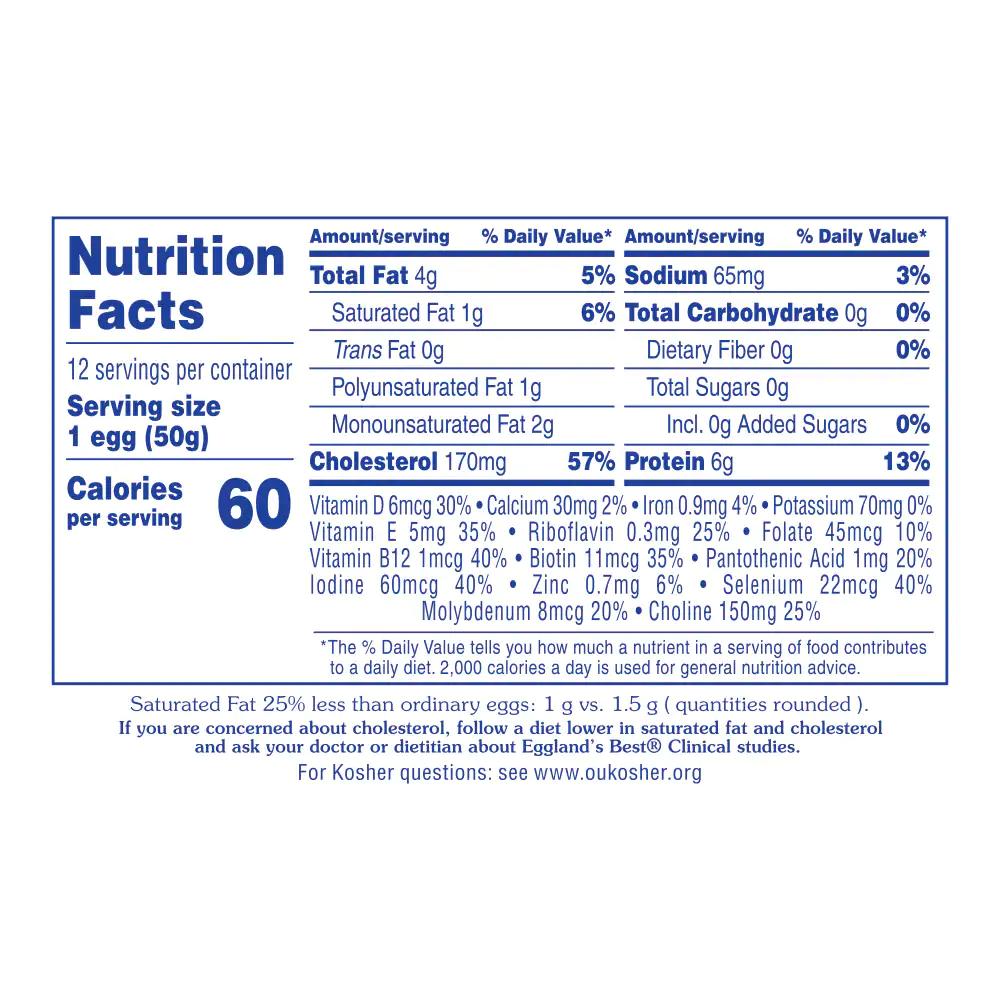 Nutrition
Facts
12 servings per container
Serving size
1 egg (50g)
Calories
per serving
60
Amount/serving % Daily Value*
Total Fat 4g 5%
Saturated Fat 1g 6%
Trans Fat 0g
Polyunsaturated Fat 1g
Monounsaturated Fat 2g
Cholesterol 170mg 57%
Amount/serving % Daily Value*
Sodium 65mg 3%
Total Carbohydrate 0g 0%
Dietary Fiber 0g 0%
Total Sugars 0g
Incl. 0g Added Sugars 0%
Protein 6g 13%
Vitamin D 6mcg 30% • Calcium 30mg 2% • Iron 0.9mg 4% • Potassium 70mg 0%
Vitamin E 5mg 35% • Riboflavin 0.3mg 25% • Folate 45mcg 10%
Vitamin B12 1mcg 40% • Biotin 11mcg 35% • Pantothenic Acid 1mg 20%
Iodine 60mcg 40% • Zinc 0.7mg 6% • Selenium 22mcg 40%
Molybdenum 8mcg 20% • Choline 150mg 25%
*The % Daily Value tells you how much a nutrient in a serving of food contributes
to a daily diet. 2,000 calories a day is used for general nutrition advice.
Saturated Fat 25% less than ordinary eggs: 1 g vs. 1.5 g ( quantities rounded ).
If you are concerned about cholesterol, follow a diet lower in saturated fat and cholesterol
and ask your doctor or dietitian about Eggland's Best® Clinical studies.
For Kosher questions: see www.oukosher.org